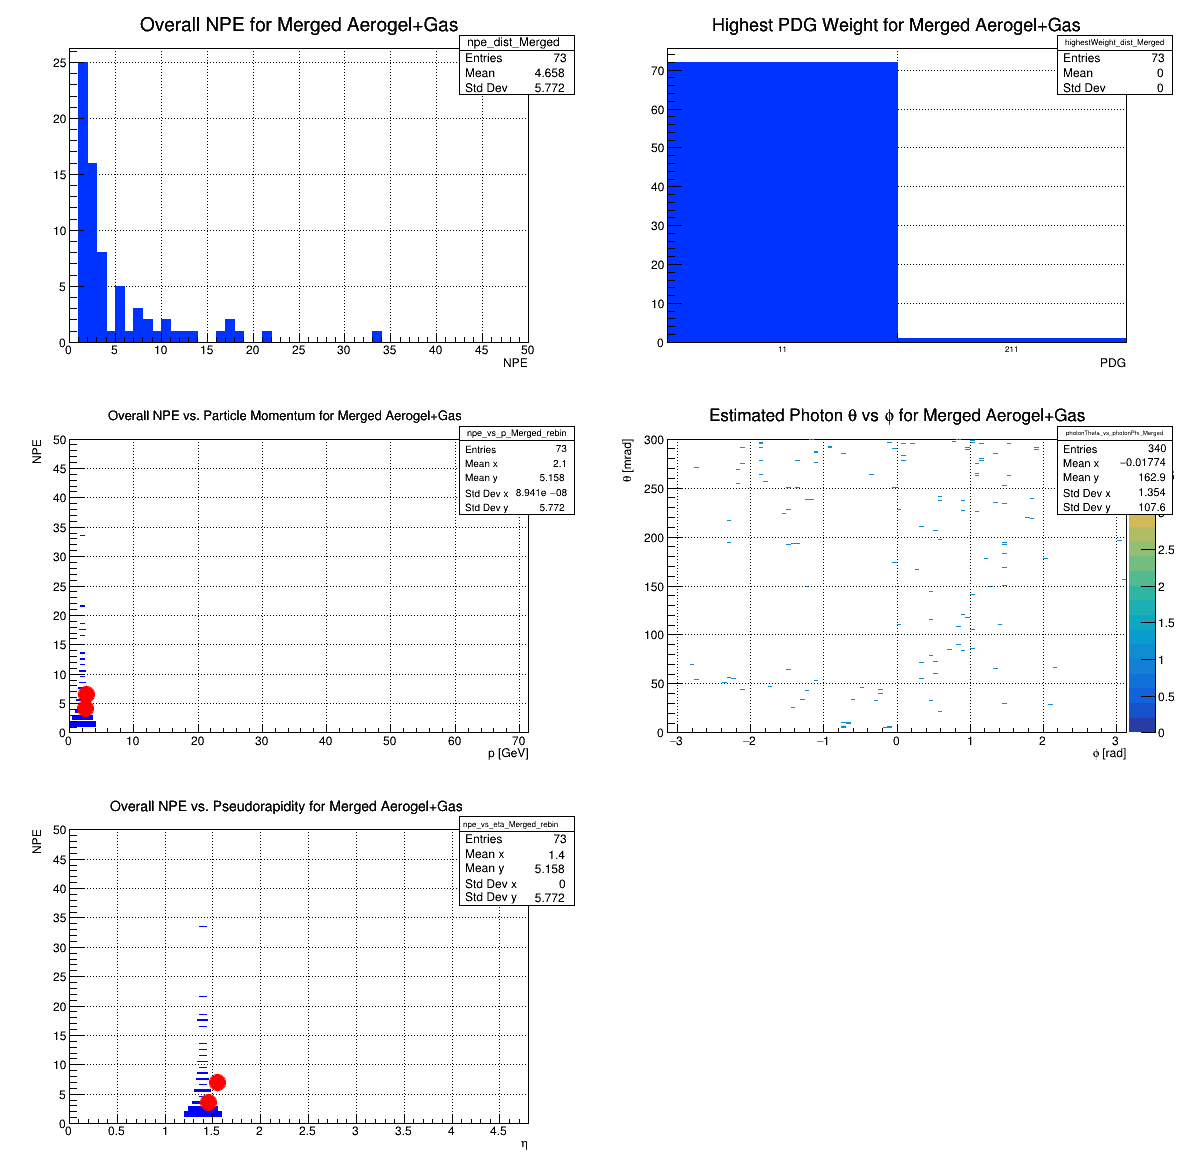 Overall NPE for Merged Aerogel+Gas
npe_dist_Merged
Entries 73
Mean 4.658
Std Dev 5.772
25
20
15
10
5
0
0 5 10 15 20 25 30 35 40 45 50
NPE
Highest PDG Weight for Merged Aerogel+Gas
highestWeight_dist_Merged
Entries 73
Mean 0
Std Dev 0
70
60
50
40
30
20
10
0
11 211
PDG
Overall NPE vs. Particle Momentum for Merged Aerogel+Gas
npe_vs_p_Merged_rebin
Entries 73
Mean x 2.1
Mean y 5.158
Std Dev x 8.941e −08
Std Dev y 5.772
NPE
50
45
40
35
30
25
20
15
10
5
0
0 10 20 30 40 50 60 70
p [GeV]
Estimated Photon θ vs ϕ for Merged Aerogel+Gas
photonTheta_vs_photonPhi_Merged
Entries 340
Mean x −0.01774
Mean y 162.9
Std Dev x 1.354
Std Dev y 107.6
θ [mrad]
300
250
200
150
100
50
0
−3 −2 −1 0 1 2 3
ϕ [rad]
2.5
2
1.5
1
0.5
0
Overall NPE vs. Pseudorapidity for Merged Aerogel+Gas
npe_vs_eta_Merged_rebin
Entries 73
Mean x 1.4
Mean y 5.158
Std Dev x 0
Std Dev y 5.772
NPE
50
45
40
35
30
25
20
15
10
5
0
0 0.5 1 1.5 2 2.5 3 3.5 4 4.5
η